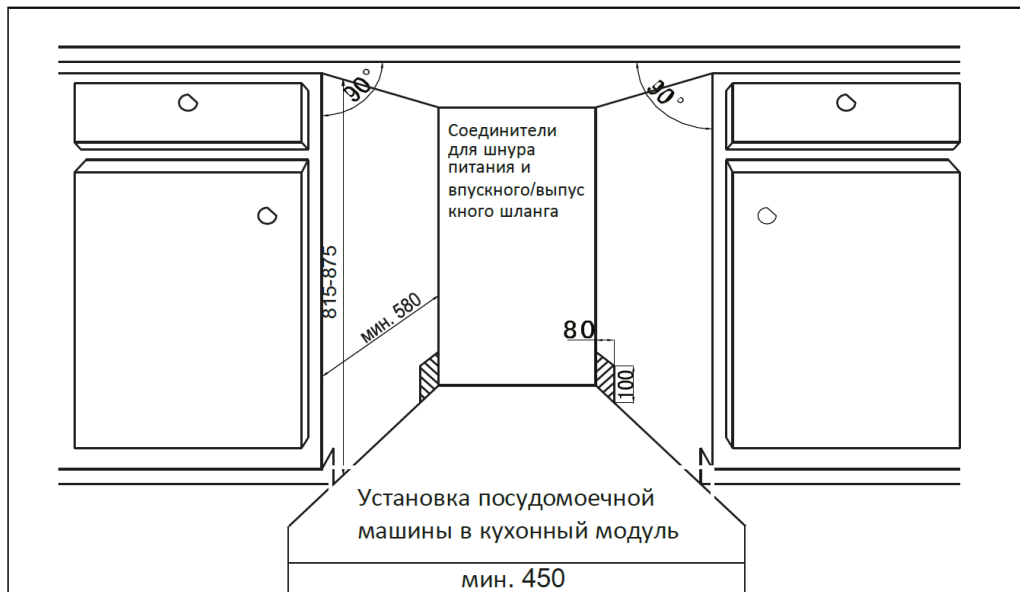 90°
90°
Соединители
для шнура
питания и
впускного/выпус
кного шланга
815-875
мин. 580
80
100
Установка посудомоечной
машины в кухонный модуль
мин. 450